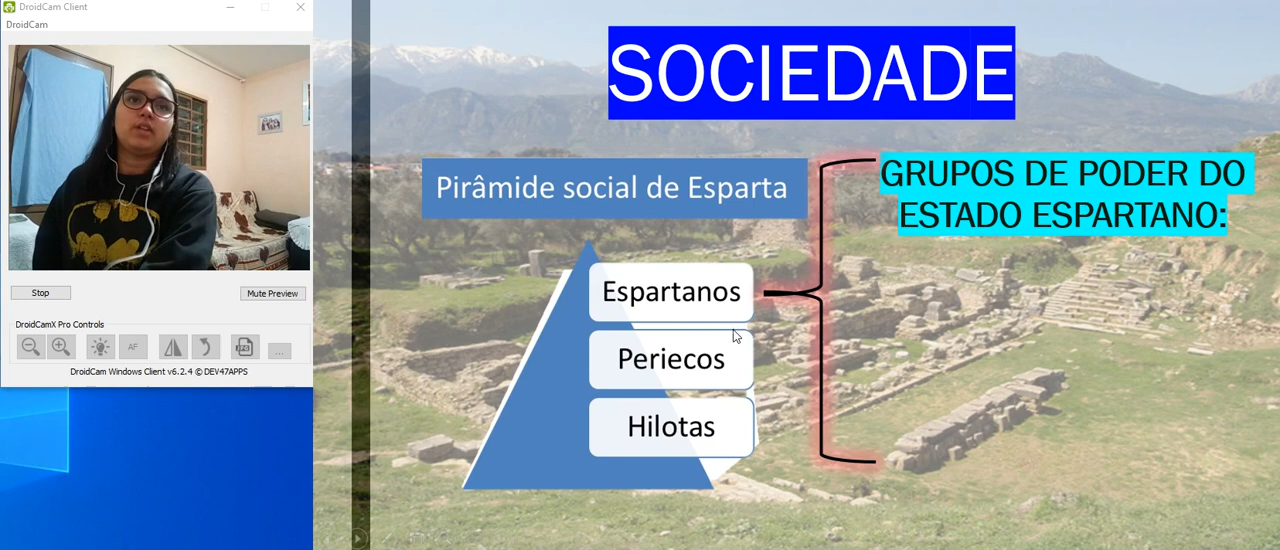 DroidCam Client
DroidCam
Stop
Mute Preview
DroidCamX Pro Controls
AF
JPG
...
DroidCam Windows Client v6.2.4 © DEV47APPS
SOCIEDADE
Pirâmide social de Esparta
Espartanos
Periecos
Hilotas
GRUPOS DE PODER DO
ESTADO ESPARTANO: